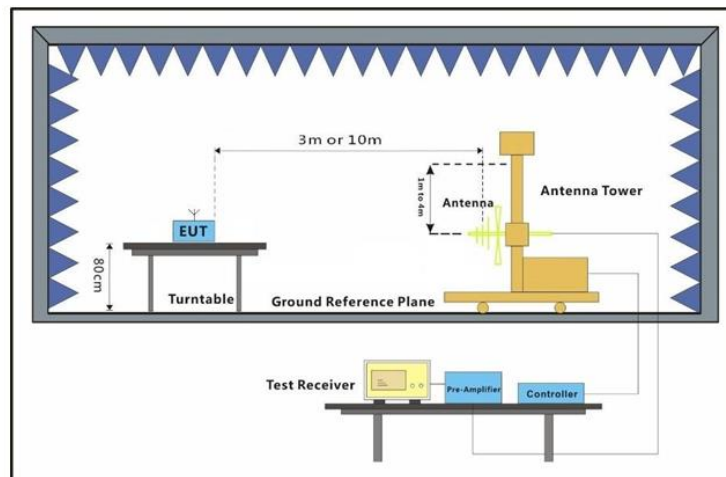 3m or 10m
1m to 4m
Antenna
Antenna Tower
EUT
80cm
Turntable
Ground Reference Plane
Test Receiver
Pre-Amplifier
Controller